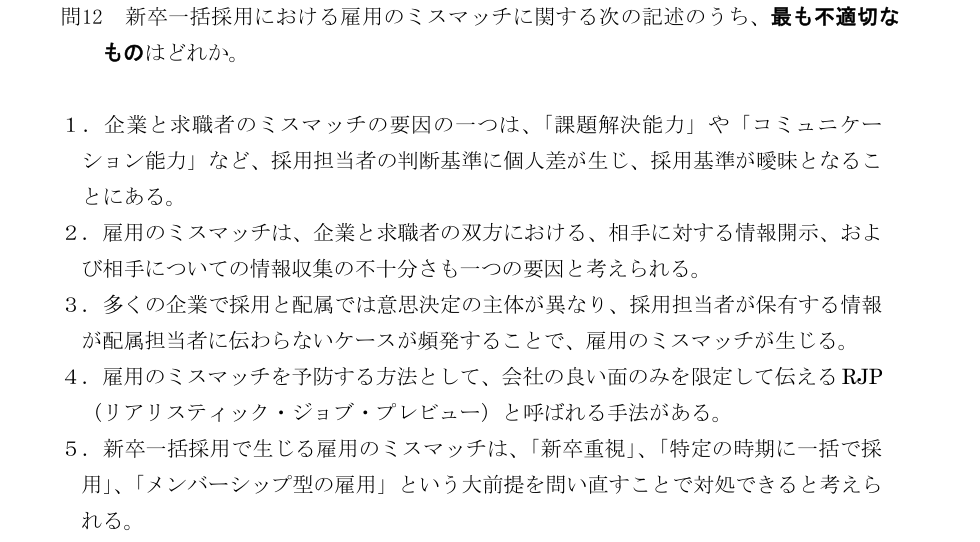 問12　新卒一括採用における雇用のミスマッチに関する次の記述のうち、最も不適切な
ものはどれか。
１．企業と求職者のミスマッチの要因の一つは、「課題解決能力」や「コミュニケー
ション能力」など、採用担当者の判断基準に個人差が生じ、採用基準が曖昧となるこ
とにある。
２．雇用のミスマッチは、企業と求職者の双方における、相手に対する情報開示、およ
び相手についての情報収集の不十分さも一つの要因と考えられる。
３．多くの企業で採用と配属では意思決定の主体が異なり、採用担当者が保有する情報
が配属担当者に伝わらないケースが頻発することで、雇用のミスマッチが生じる。
４．雇用のミスマッチを予防する方法として、会社の良い面のみを限定して伝えるRJP
（リアリスティック・ジョブ・プレビュー）と呼ばれる手法がある。
５．新卒一括採用で生じる雇用のミスマッチは、「新卒重視」、「特定の時期に一括で採
用」、「メンバーシップ型の雇用」という大前提を問い直すことで対処できると考えら
れる。